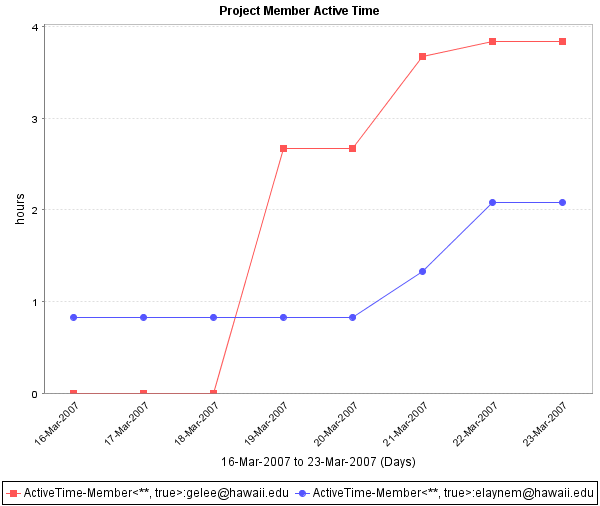 Project Member Active Time
4
3
2
1
0
hours
16-Mar-2007
17-Mar-2007
18-Mar-2007
19-Mar-2007
20-Mar-2007
21-Mar-2007
22-Mar-2007
23-Mar-2007
16-Mar-2007 to 23-Mar-2007 (Days)
ActiveTime-Member<**, true>:gelee@hawaii.edu ActiveTime-Member<**, true>:elaynem@hawaii.edu